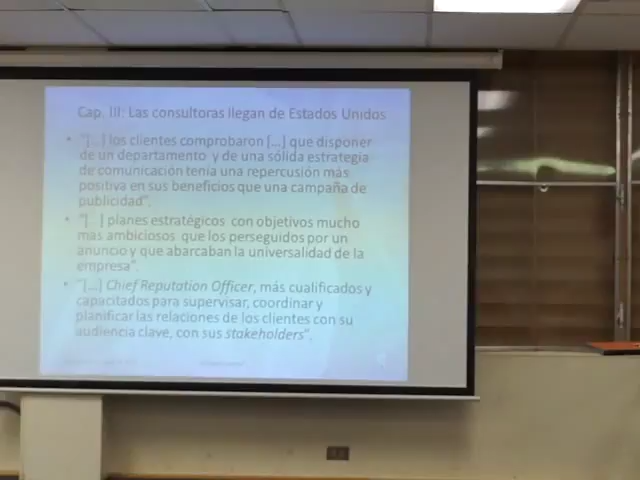 Cap. III: Las consultoras llegan de Estados Unidos
• "[...] los clientes comprobaron [...] que disponer
de un departamento y de una sólida estrategia
de comunicación tenía una repercusión más
positiva en sus beneficios que una campaña de
publicidad".
• "[...] planes estratégicos con objetivos mucho
más ambiciosos que los perseguidos por un
anuncio y que abarcaban la universalidad de la
empresa".
• "[...] Chief Reputation Officer, más cualificados y
capacitados para supervisar, coordinar y
planificar las relaciones de los clientes con su
audiencia clave, con sus stakeholders".